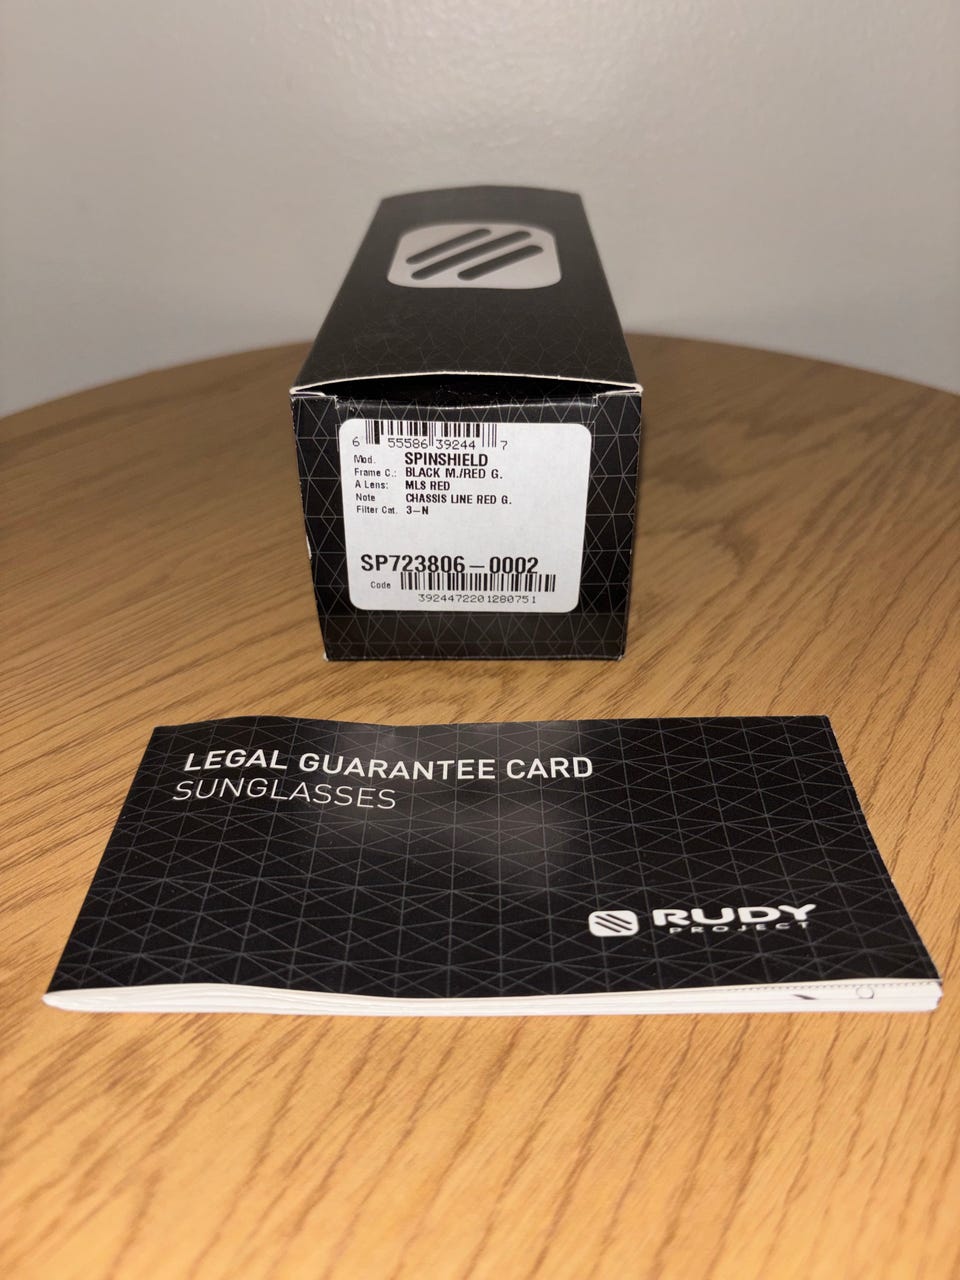 6 55586 39244 7
Mod. SPINSHIELD
Frame C.: BLACK M./RED G.
A Lens: MLS RED
Note CHASSIS LINE RED G.
Filter Cat. 3-N
SP723806-0002
Code
3924472201280751
LEGAL GUARANTEE CARD
SUNGLASSES
RUDY
PROJECT